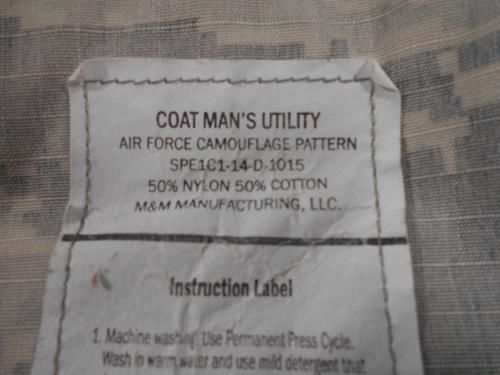 COAT MAN'S UTILITY
AIR FORCE CAMOUFLAGE PATTERN
SPE1C1-14-D-1015
50% NYLON 50% COTTON
M&M MANUFACTURING, LLC.
Instruction Label
1. Machine washing. Use Permanent Press Cycle.
Wash in warm water and use mild detergent that